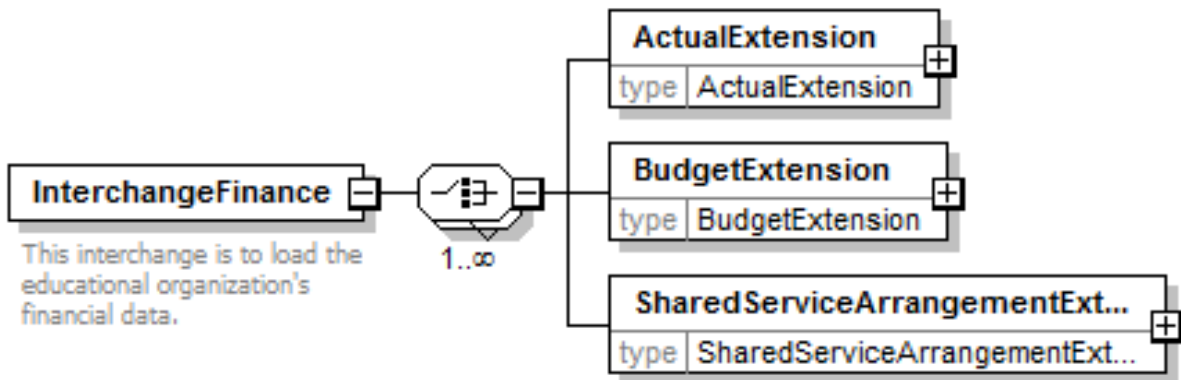 ActualExtension
type ActualExtension
BudgetExtension
type BudgetExtension
InterchangeFinance
This interchange is to load the
educational organization's
financial data.
1..∞
SharedServiceArrangementExt...
type SharedServiceArrangementExt...